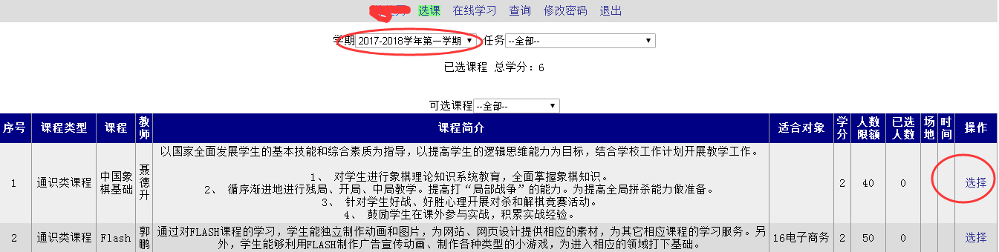 选课 在线学习 查询 修改密码 退出
学期 2017-2018学年第一学期 任务 --全部--
已选课程 总学分：6
可选课程 --全部--
序号 课程类型 课程 教师 课程简介 适合对象 学分 人数限额 已选人数 场地 时间 操作
1 通识类课程 中国象棋基础 聂德升
以国家全面发展学生的基本技能和综合素质为指导，以提高学生的逻辑思维能力为目标，结合学校工作计划开展教学工作。
1、 对学生进行象棋理论知识系统教育，全面掌握象棋知识。
2、 循序渐进地进行残局、开局、中局教学。提高打“局部战争”的能力。为提高全局拼杀能力做准备。
3、 针对学生好战、好胜心理开展对杀和解棋竞赛活动。
4、 鼓励学生在课外参与实战，积累实战经验。
2 40 0 选择
2 通识类课程 Flash 郭鹏
通过对FLASH课程的学习，学生能独立制作动画和图片，为网站、网页设计提供相应的素材，为其它相应课程的学习服务。另
外，学生能够利用FLASH制作广告宣传动画、制作各种类型的小游戏，为进入相应的领域打下基础。
16电子商务 2 50 0 选择